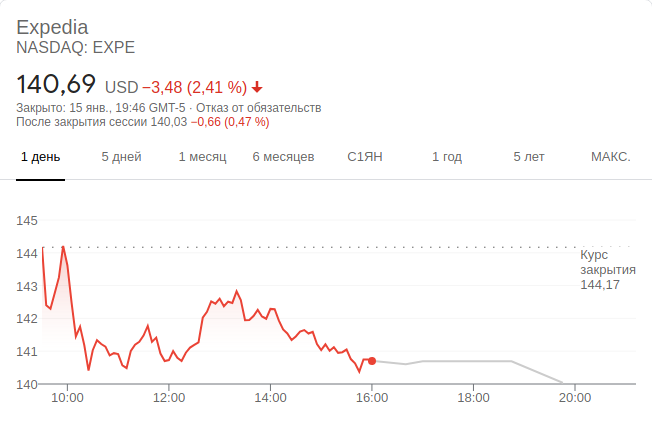 Expedia
NASDAQ: EXPE
140,69 USD −3,48 (2,41 %)
Закрыто: 15 янв., 19:46 GMT-5 · Отказ от обязательств
После закрытия сессии 140,03 −0,66 (0,47 %)
1 день 5 дней 1 месяц 6 месяцев С1ЯН 1 год 5 лет МАКС.
145
144
Курс
закрытия
144,17
143
142
141
140
10:00 12:00 14:00 16:00 18:00 20:00